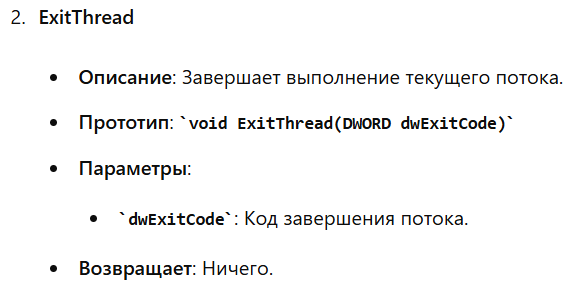 2. ExitThread
• Описание: Завершает выполнение текущего потока.
• Прототип: `void ExitThread(DWORD dwExitCode)`
• Параметры:
• `dwExitCode`: Код завершения потока.
• Возвращает: Ничего.